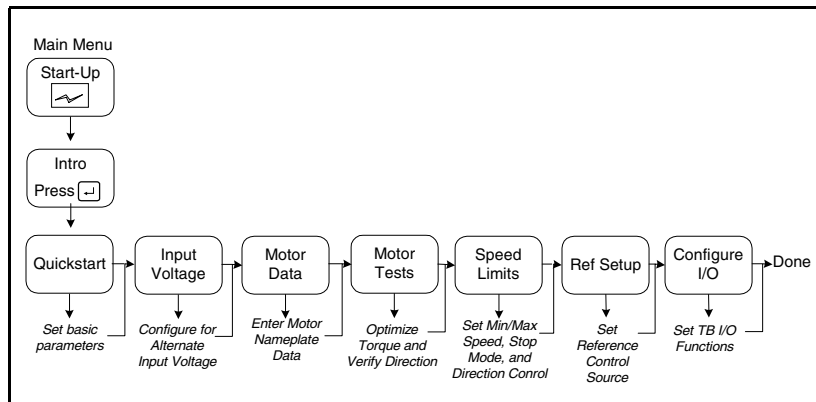 Main Menu
Start-Up
Intro
Press
Quickstart
Input
Voltage
Motor
Data
Motor
Tests
Speed
Limits
Ref Setup
Configure
I/O
Done
Set basic
parameters
Configure for
Alternate
Input Voltage
Enter Motor
Nameplate
Data
Optimize
Torque and
Verify Direction
Set Min/Max
Speed, Stop
Mode, and
Direction Conrol
Set
Reference
Control
Source
Set TB I/O
Functions